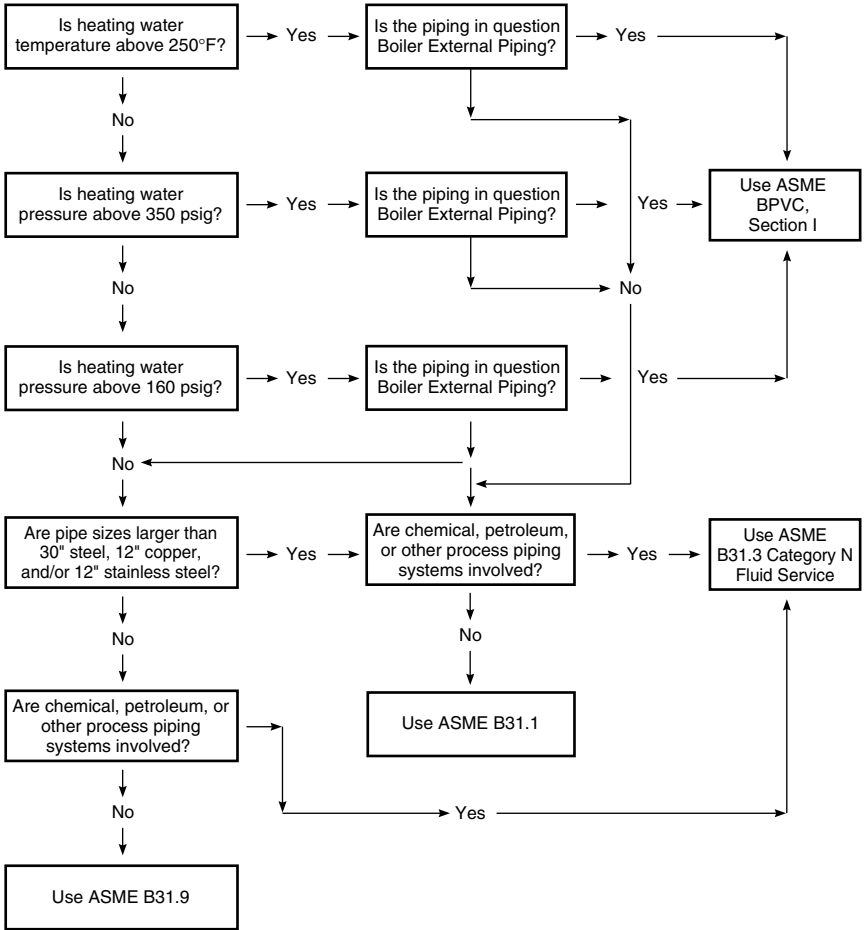 Is heating water
temperature above 250°F?
Yes
Is the piping in question
Boiler External Piping?
Yes
No
Is heating water
pressure above 350 psig?
Yes
Is the piping in question
Boiler External Piping?
Yes
Use ASME
BPVC,
Section I
No
No
Is heating water
pressure above 160 psig?
Yes
Is the piping in question
Boiler External Piping?
Yes
No
Are pipe sizes larger than
30" steel, 12" copper,
and/or 12" stainless steel?
Yes
Are chemical, petroleum,
or other process piping
systems involved?
Yes
Use ASME
B31.3 Category N
Fluid Service
No
No
Are chemical, petroleum, or
other process piping
systems involved?
Use ASME B31.1
No
Yes
Use ASME B31.9